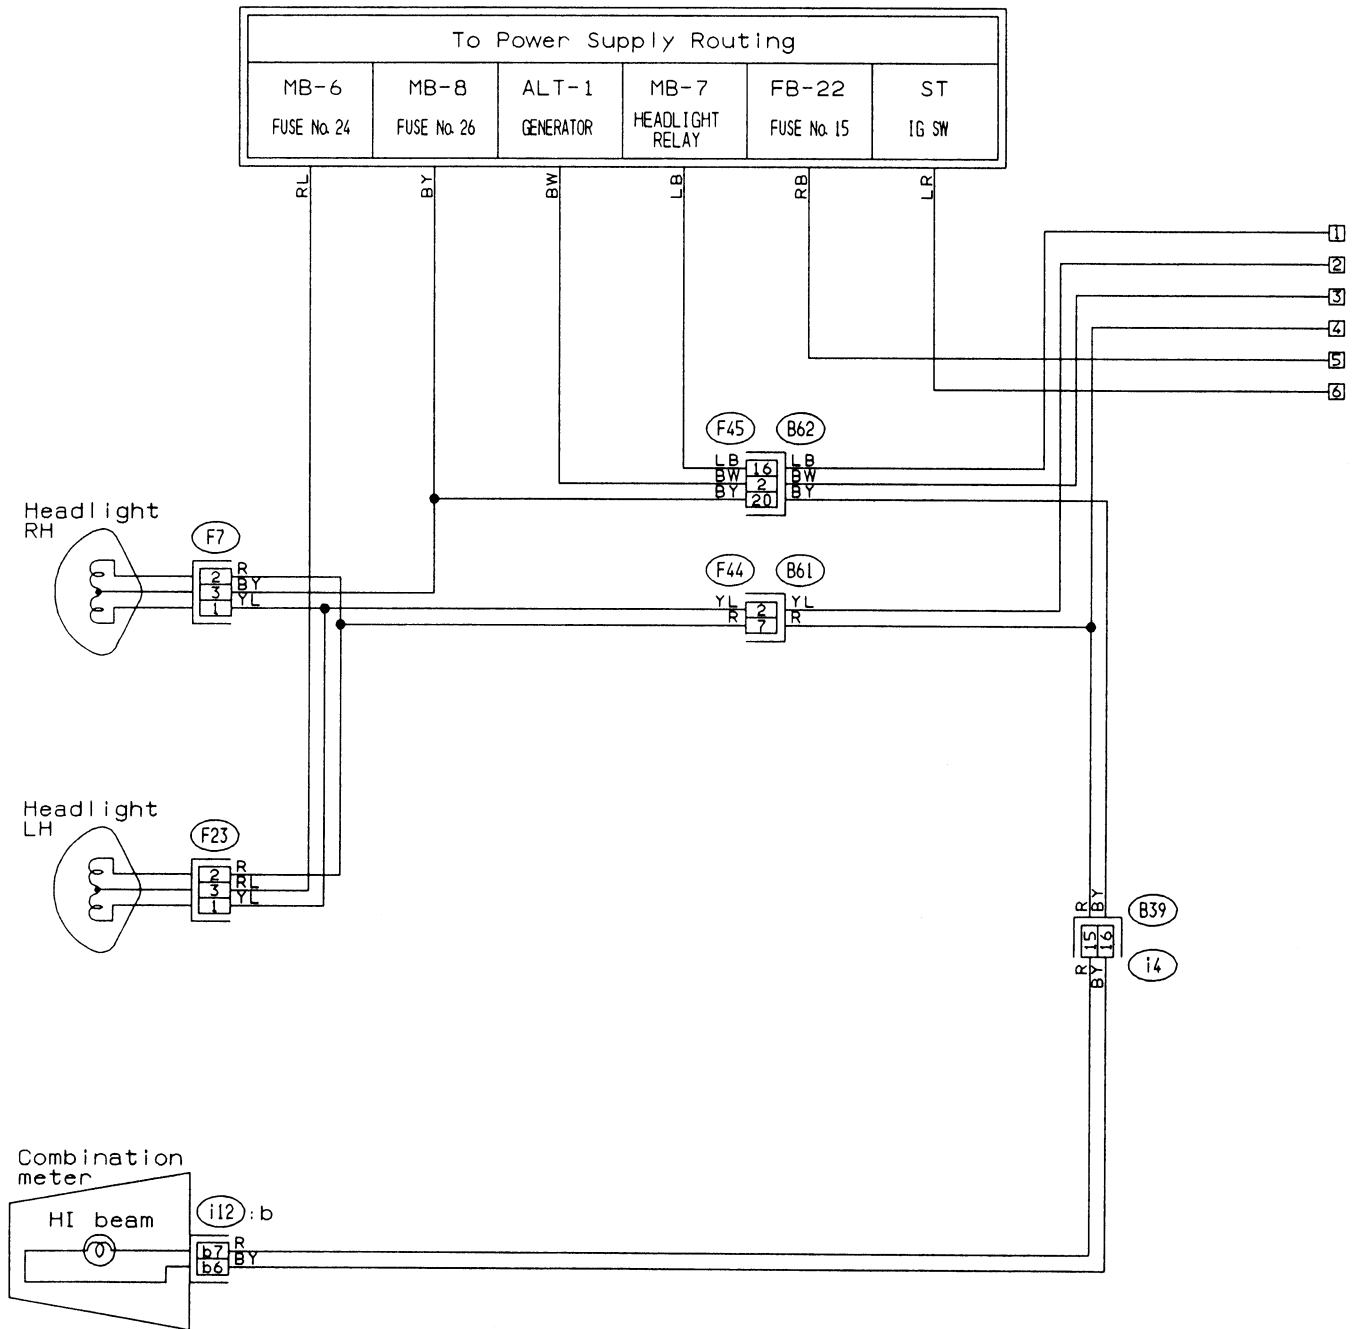 To Power Supply Routing
MB-6 MB-8 ALT-1 MB-7 FB-22 ST
FUSE No. 24 FUSE No. 26 GENERATOR HEADLIGHT RELAY FUSE No. 15 IG SW
RL BY BW LB RB LR
1
2
3
4
5
6
F45 B62
LB 16 LB
BW 2 BW
BY 20 BY
Headlight
RH
F7
2 R
3 BY
1 YL
F44 B61
YL 2 YL
R 7 R
Headlight
LH
F23
2 R
3 RL
1 YL
R BY
B39
15 16
i4
R BY
Combination
meter
HI beam
i12 : b
b7 R
b6 BY